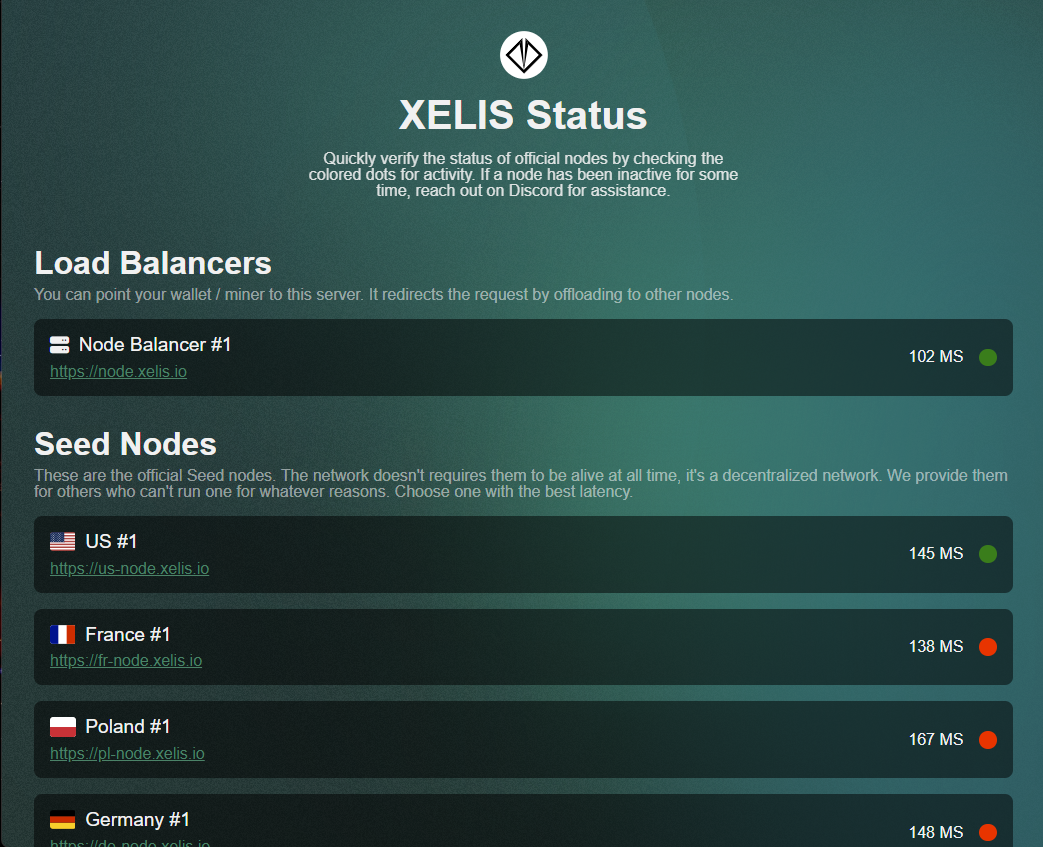 XELIS Status
Quickly verify the status of official nodes by checking the
colored dots for activity. If a node has been inactive for some
time, reach out on Discord for assistance.
Load Balancers
You can point your wallet / miner to this server. It redirects the request by offloading to other nodes.
Node Balancer #1
https://node.xelis.io
102 MS
Seed Nodes
These are the official Seed nodes. The network doesn't requires them to be alive at all time, it's a decentralized network. We provide them
for others who can't run one for whatever reasons. Choose one with the best latency.
US #1
https://us-node.xelis.io
145 MS
France #1
https://fr-node.xelis.io
138 MS
Poland #1
https://pl-node.xelis.io
167 MS
Germany #1
https://de-node.xelis.io
148 MS